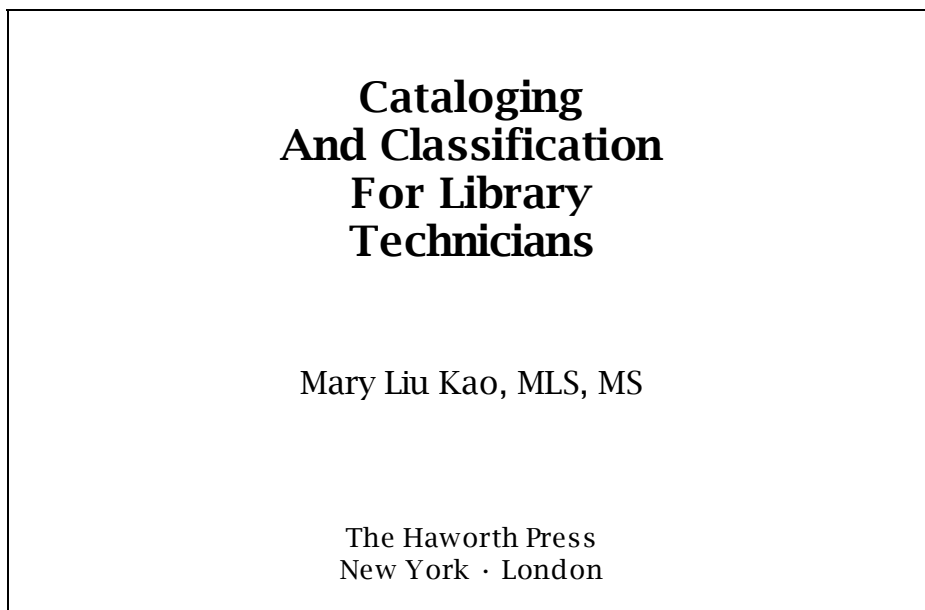 Cataloging
And Classification
For Library
Technicians
Mary Liu Kao, MLS, MS
The Haworth Press
New York · London